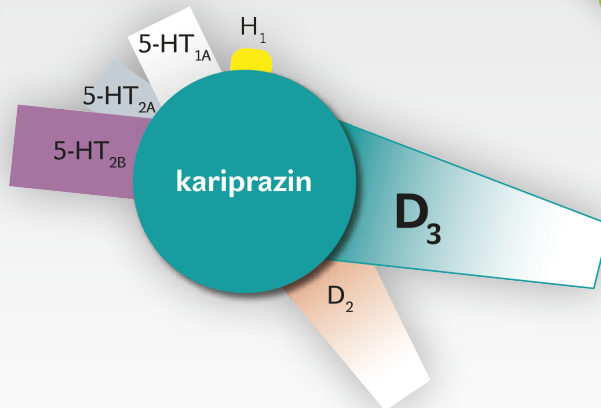 H₁
5-HT₁A
5-HT₂A
5-HT₂B
kariprazin
D₃
D₂